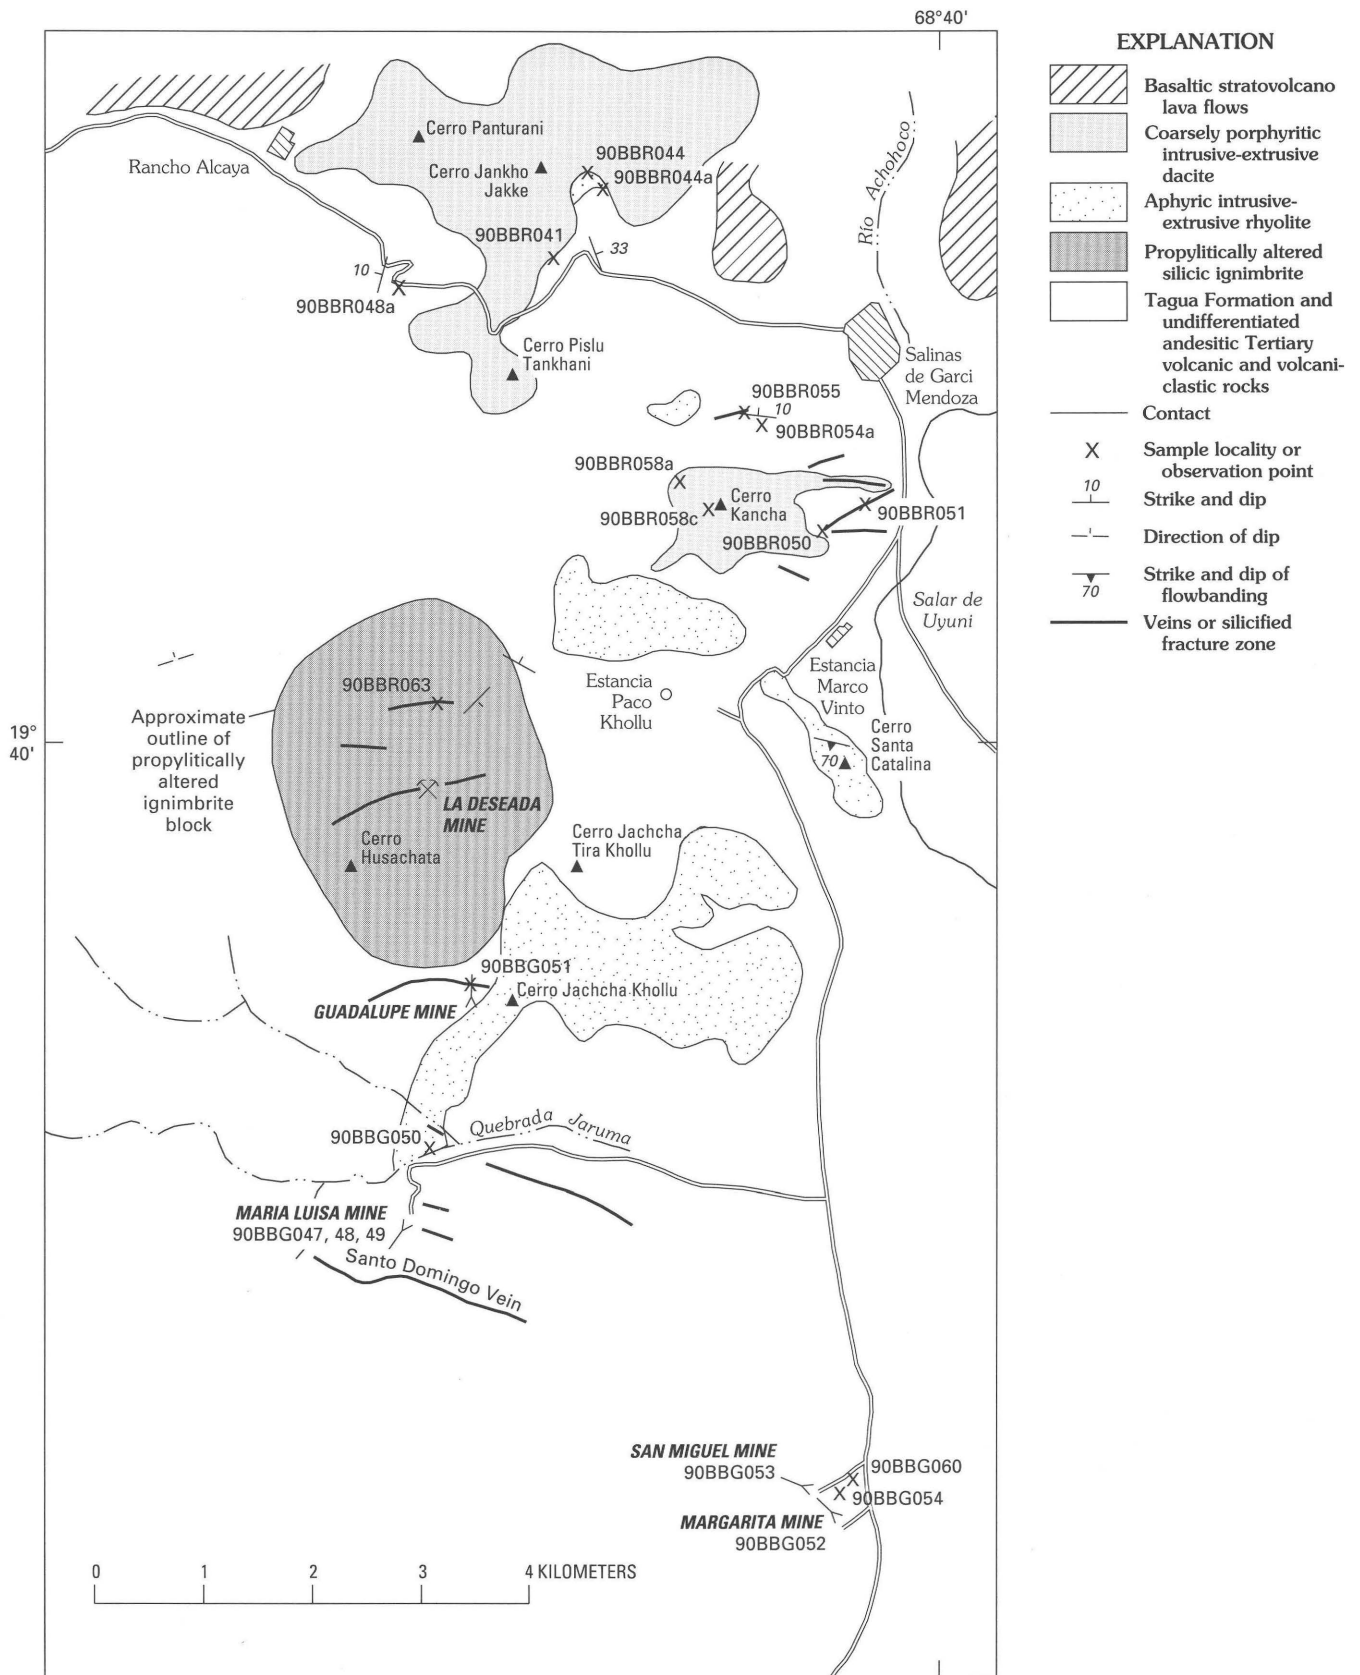 68°40'
EXPLANATION
Basaltic stratovolcano
lava flows
Coarsely porphyritic
intrusive-extrusive
dacite
Aphyric intrusive-
extrusive rhyolite
Propylitically altered
silicic ignimbrite
Tagua Formation and
undifferentiated
andesitic Tertiary
volcanic and volcani-
clastic rocks
Contact
Sample locality or
observation point
10
Strike and dip
Direction of dip
Strike and dip of
flowbanding
70
Veins or silicified
fracture zone
Cerro Panturani
Rancho Alcaya
Cerro Jankho
Jakke
90BBR044
90BBR044a
Río Achohoco
90BBR041
33
10
90BBR048a
Cerro Pislu
Tankhani
Salinas
de Garci
Mendoza
90BBR055
10
90BBR054a
90BBR058a
Cerro
Kancha
90BBR058c
90BBR051
90BBR050
Salar de
Uyuni
Estancia
Marco
Vinto
Estancia
Paco
Khollu
90BBR063
Approximate
outline of
propylitically
altered
ignimbrite
block
19°
40'
Cerro
Santa
Catalina
70
LA DESEADA
MINE
Cerro
Husachata
Cerro Jachcha
Tira Khollu
90BBG051
Cerro Jachcha Khollu
GUADALUPE MINE
Quebrada Jaruma
90BBG050
MARIA LUISA MINE
90BBG047, 48, 49
Santo Domingo Vein
SAN MIGUEL MINE
90BBG053
90BBG060
90BBG054
MARGARITA MINE
90BBG052
0 1 2 3 4 KILOMETERS